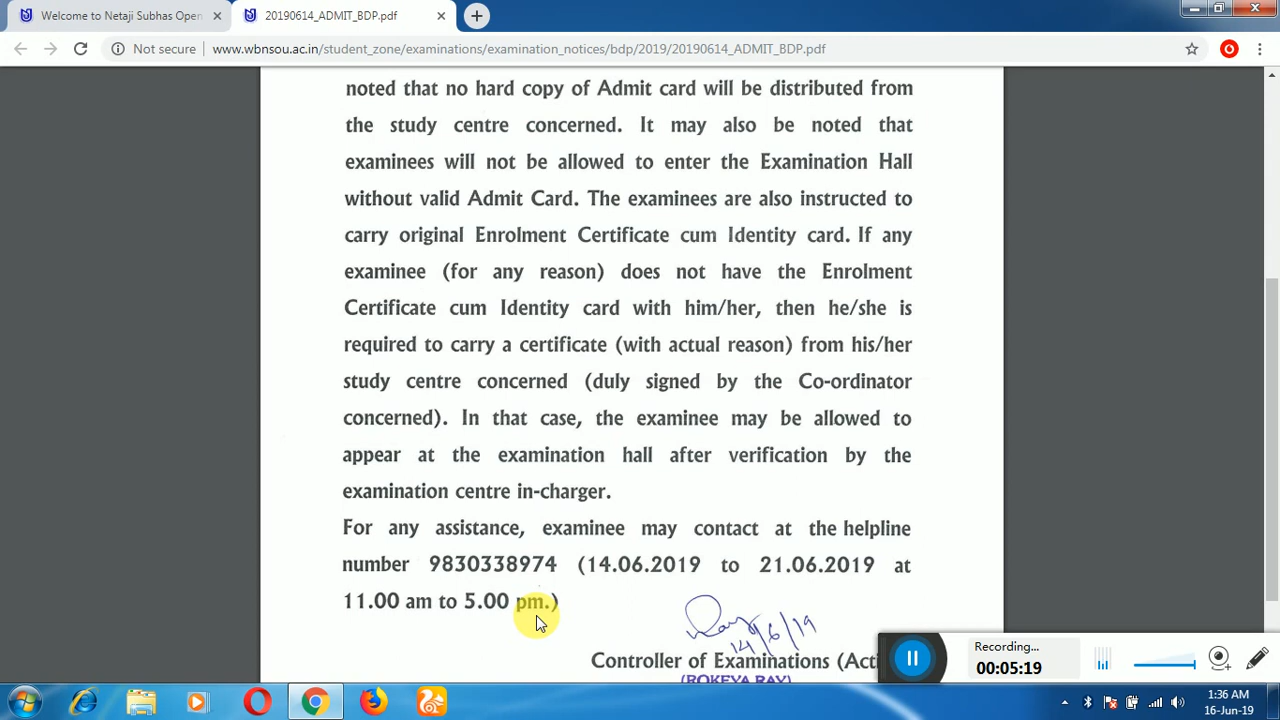 Welcome to Netaji Subhas Open
20190614_ADMIT_BDP.pdf
Not secure
www.wbnsou.ac.in/student_zone/examinations/examination_notices/bdp/2019/20190614_ADMIT_BDP.pdf
noted that no hard copy of Admit card will be distributed from
the study centre concerned. It may also be noted that
examinees will not be allowed to enter the Examination Hall
without valid Admit Card. The examinees are also instructed to
carry original Enrolment Certificate cum Identity card. If any
examinee (for any reason) does not have the Enrolment
Certificate cum Identity card with him/her, then he/she is
required to carry a certificate (with actual reason) from his/her
study centre concerned (duly signed by the Co-ordinator
concerned). In that case, the examinee may be allowed to
appear at the examination hall after verification by the
examination centre in-charger.
For any assistance, examinee may contact at the helpline
number 9830338974 (14.06.2019 to 21.06.2019 at
11.00 am to 5.00 pm.)
Ray
14/6/19
Controller of Examinations (Acti
(ROKEYA RAY)
Recording...
00:05:19
1:36 AM
16-Jun-19